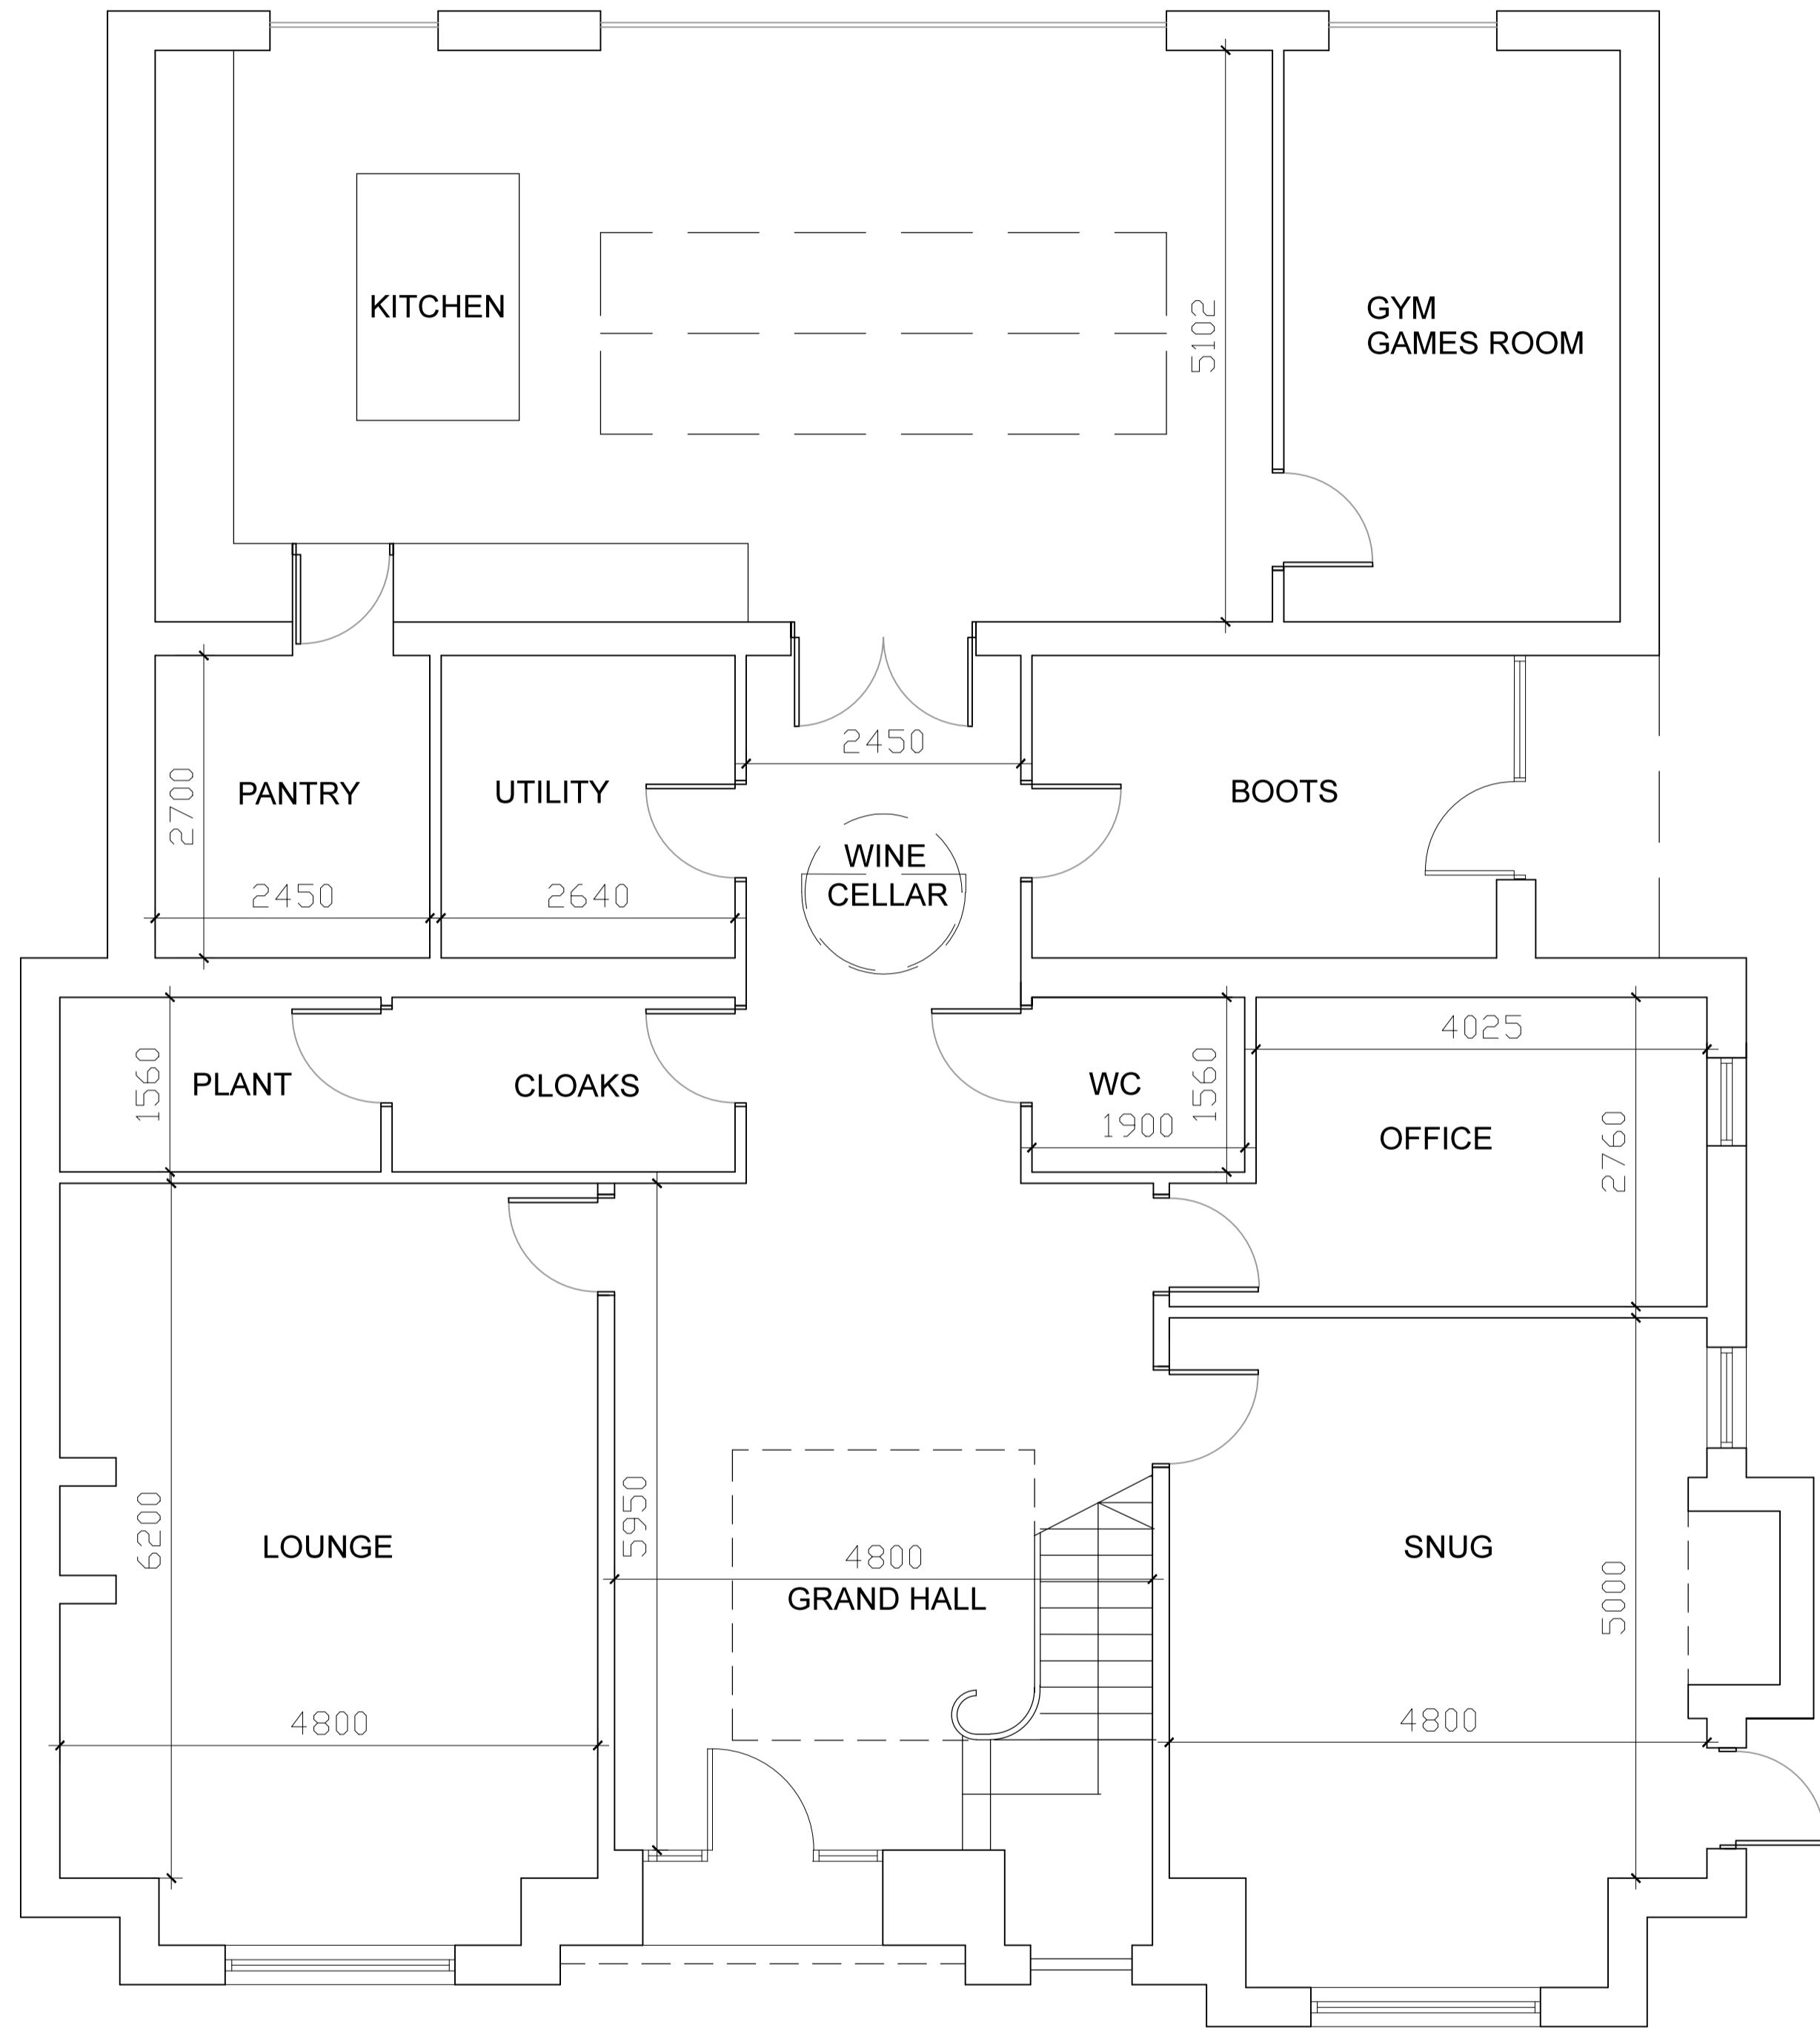 KITCHEN
GYM
GAMES ROOM
5102
2450
PANTRY
UTILITY
BOOTS
2700
WINE
CELLAR
2450
2640
4025
PLANT
CLOAKS
WC
1560
1560
1900
OFFICE
2760
5950
4800
GRAND HALL
LOUNGE
6200
SNUG
5000
4800
4800